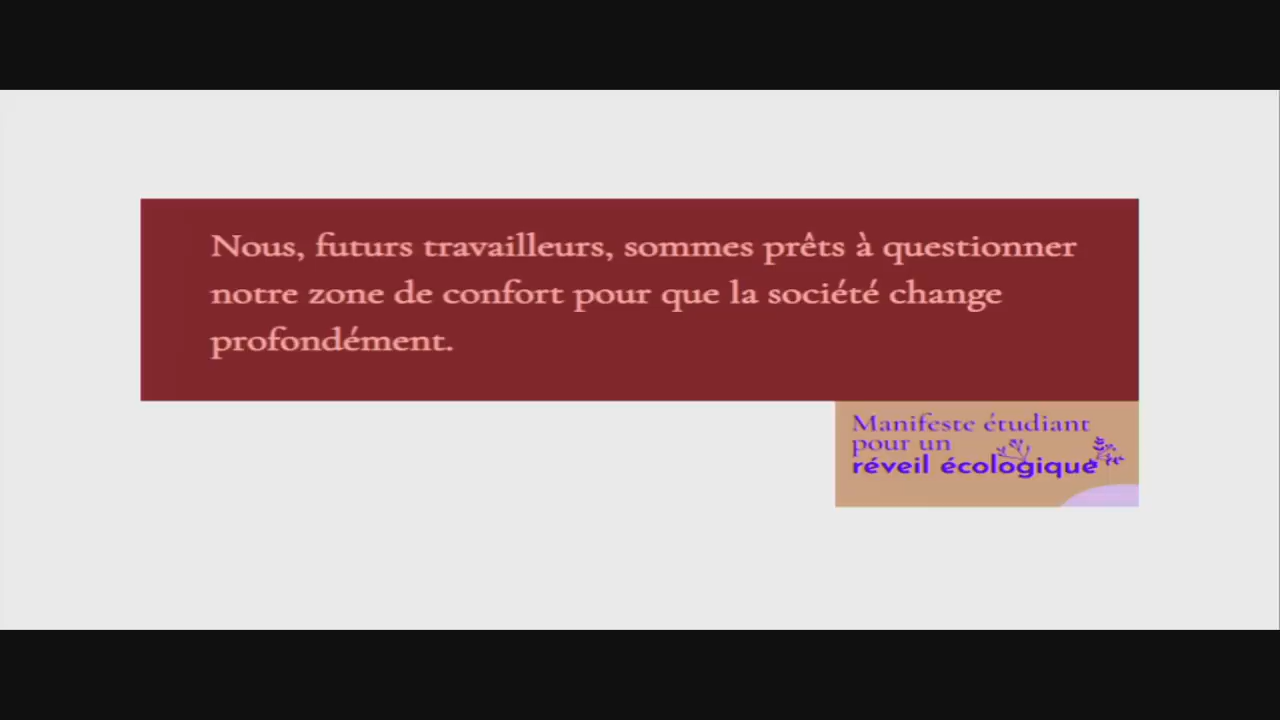 Nous, futurs travailleurs, sommes prêts à questionner
notre zone de confort pour que la société change
profondément.
Manifeste étudiant
pour un
réveil écologique